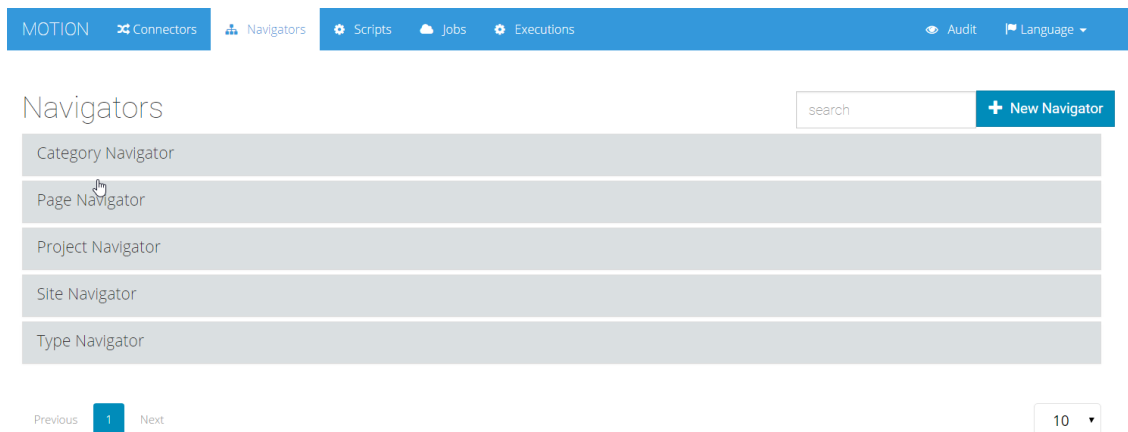 MOTION Connectors Navigators Scripts Jobs Executions Audit Language
Navigators search New Navigator
Category Navigator
Page Navigator
Project Navigator
Site Navigator
Type Navigator
Previous 1 Next 10